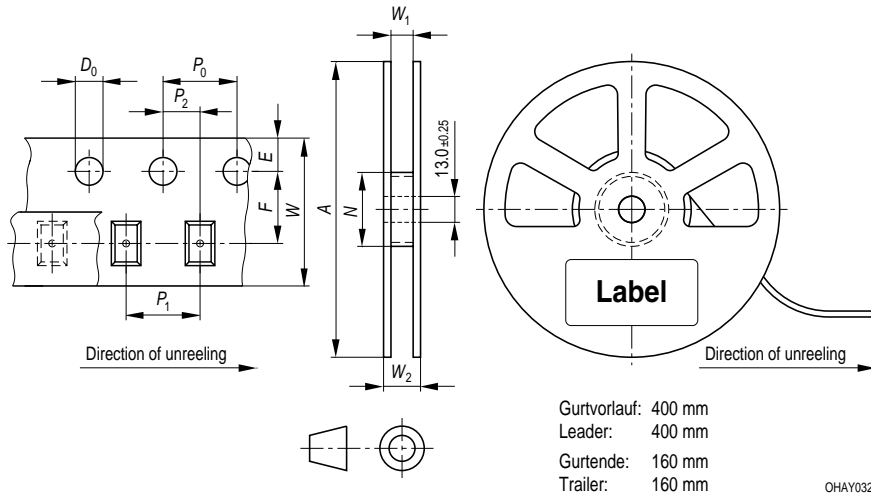 W₁
D₀
P₀
P₂
E
F
W
A
N
13.0 ±0.25
P₁
Label
Direction of unreeling
W₂
Direction of unreeling
Gurtvorlauf: 400 mm
Leader: 400 mm
Gurtende: 160 mm
Trailer: 160 mm
OHAY032